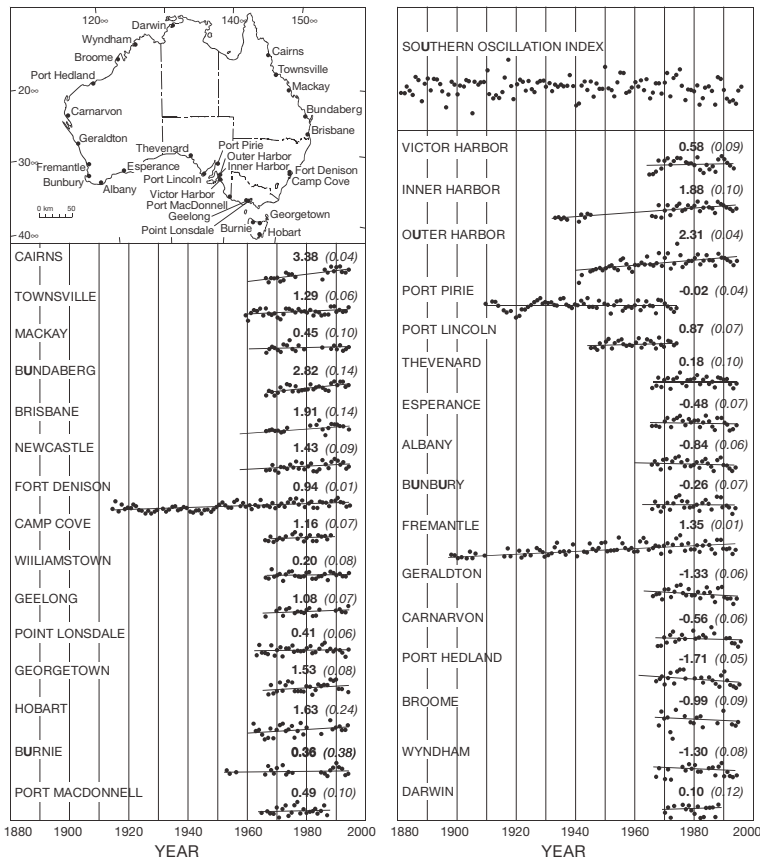 120°° 140°° 150°°
Darwin
Wyndham
Broome
Port Hedland
Cairns
Townsville
Mackay
20°°
Carnarvon
Bundaberg
Brisbane
Geraldton
Thevenard
Port Pirie
Outer Harbor
Inner Harbor
30°°
Fremantle
Esperance
Port Lincoln
Fort Denison
Bunbury
Albany
Victor Harbor
Camp Cove
0 km 50
Port MacDonnell
Geelong
Georgetown
Point Lonsdale
Burnie
Hobart
40°°
CAIRNS 3.38 (0.04)
TOWNSVILLE 1.29 (0.06)
MACKAY 0.45 (0.10)
BUNDABERG 2.82 (0.14)
BRISBANE 1.91 (0.14)
NEWCASTLE 1.43 (0.09)
FORT DENISON 0.94 (0.01)
CAMP COVE 1.16 (0.07)
WIILIAMSTOWN 0.20 (0.08)
GEELONG 1.08 (0.07)
POINT LONSDALE 0.41 (0.06)
GEORGETOWN 1.53 (0.08)
HOBART 1.63 (0.24)
BURNIE 0.36 (0.38)
PORT MACDONNELL 0.49 (0.10)
1880 1900 1920 1940 1960 1980 2000
YEAR
SOUTHERN OSCILLATION INDEX
VICTOR HARBOR 0.58 (0.09)
INNER HARBOR 1.88 (0.10)
OUTER HARBOR 2.31 (0.04)
PORT PIRIE -0.02 (0.04)
PORT LINCOLN 0.87 (0.07)
THEVENARD 0.18 (0.10)
ESPERANCE -0.48 (0.07)
ALBANY -0.84 (0.06)
BUNBURY -0.26 (0.07)
FREMANTLE 1.35 (0.01)
GERALDTON -1.33 (0.06)
CARNARVON -0.56 (0.06)
PORT HEDLAND -1.71 (0.05)
BROOME -0.99 (0.09)
WYNDHAM -1.30 (0.08)
DARWIN 0.10 (0.12)
1880 1900 1920 1940 1960 1980 2000
YEAR